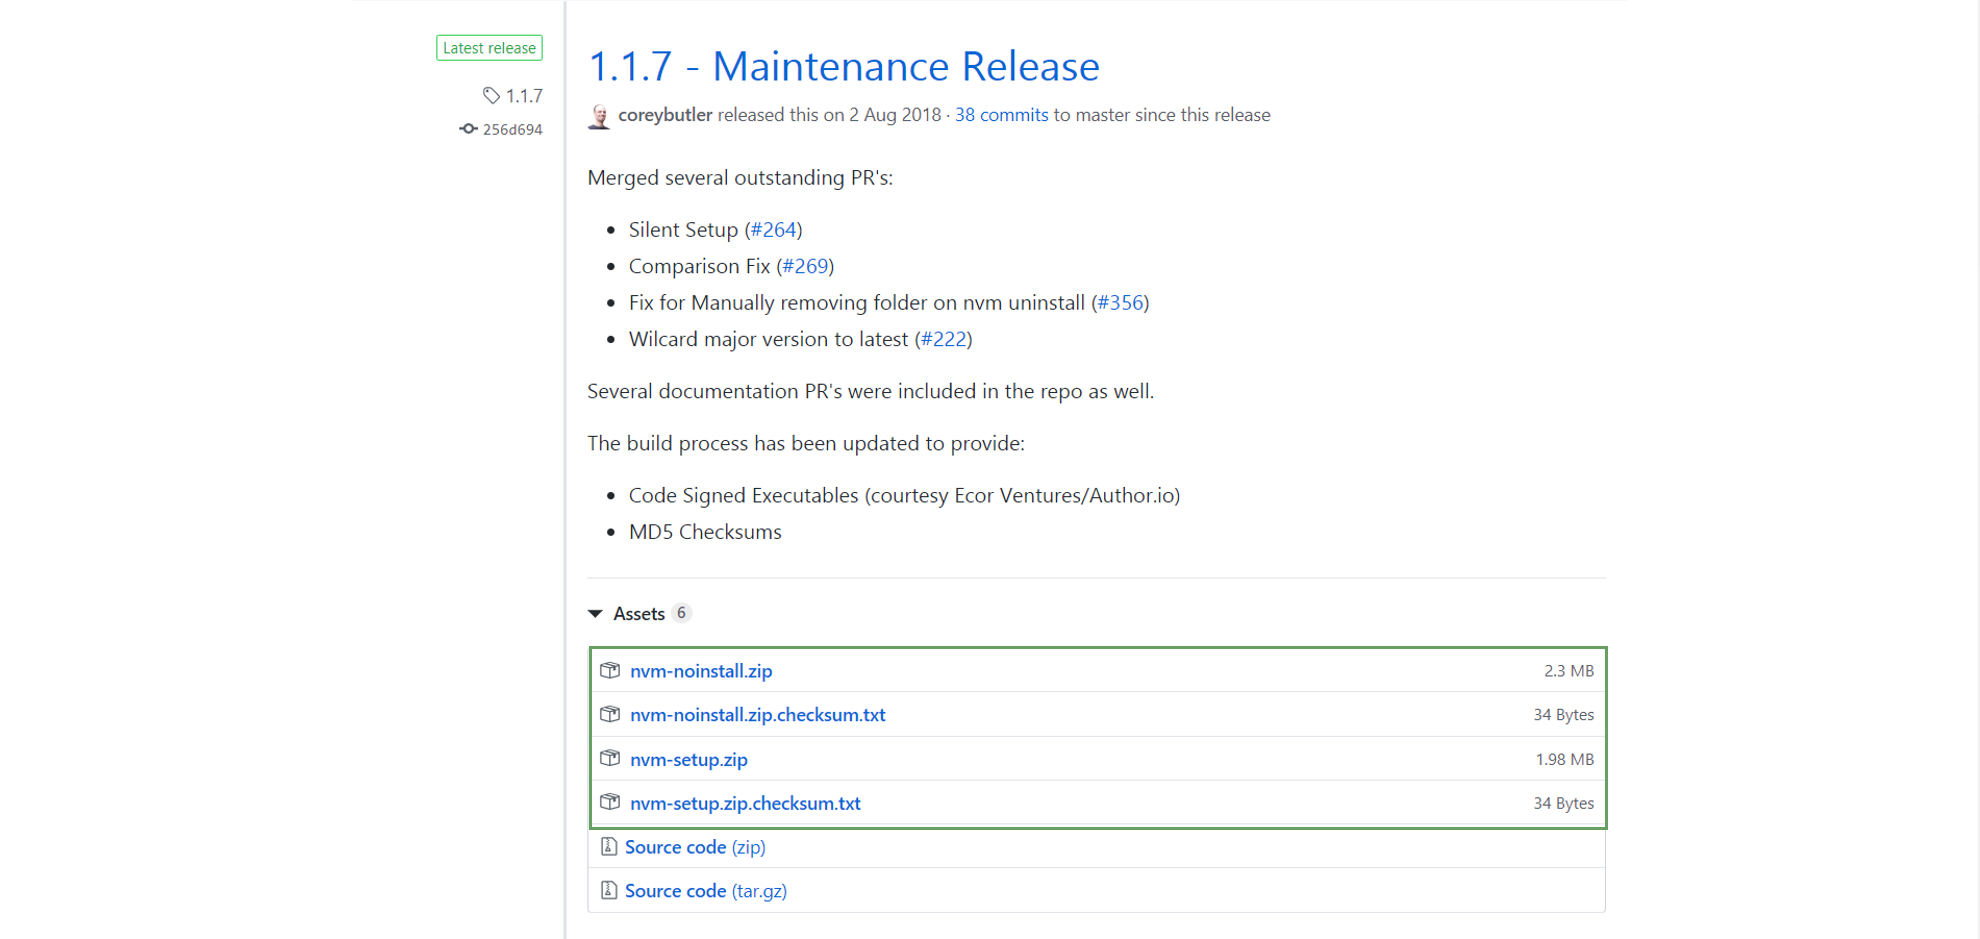 Latest release
1.1.7
256d694
1.1.7 - Maintenance Release
coreybutler released this on 2 Aug 2018 · 38 commits to master since this release
Merged several outstanding PR's:
• Silent Setup (#264)
• Comparison Fix (#269)
• Fix for Manually removing folder on nvm uninstall (#356)
• Wilcard major version to latest (#222)
Several documentation PR's were included in the repo as well.
The build process has been updated to provide:
• Code Signed Executables (courtesy Ecor Ventures/Author.io)
• MD5 Checksums
Assets 6
nvm-noinstall.zip 2.3 MB
nvm-noinstall.zip.checksum.txt 34 Bytes
nvm-setup.zip 1.98 MB
nvm-setup.zip.checksum.txt 34 Bytes
Source code (zip)
Source code (tar.gz)